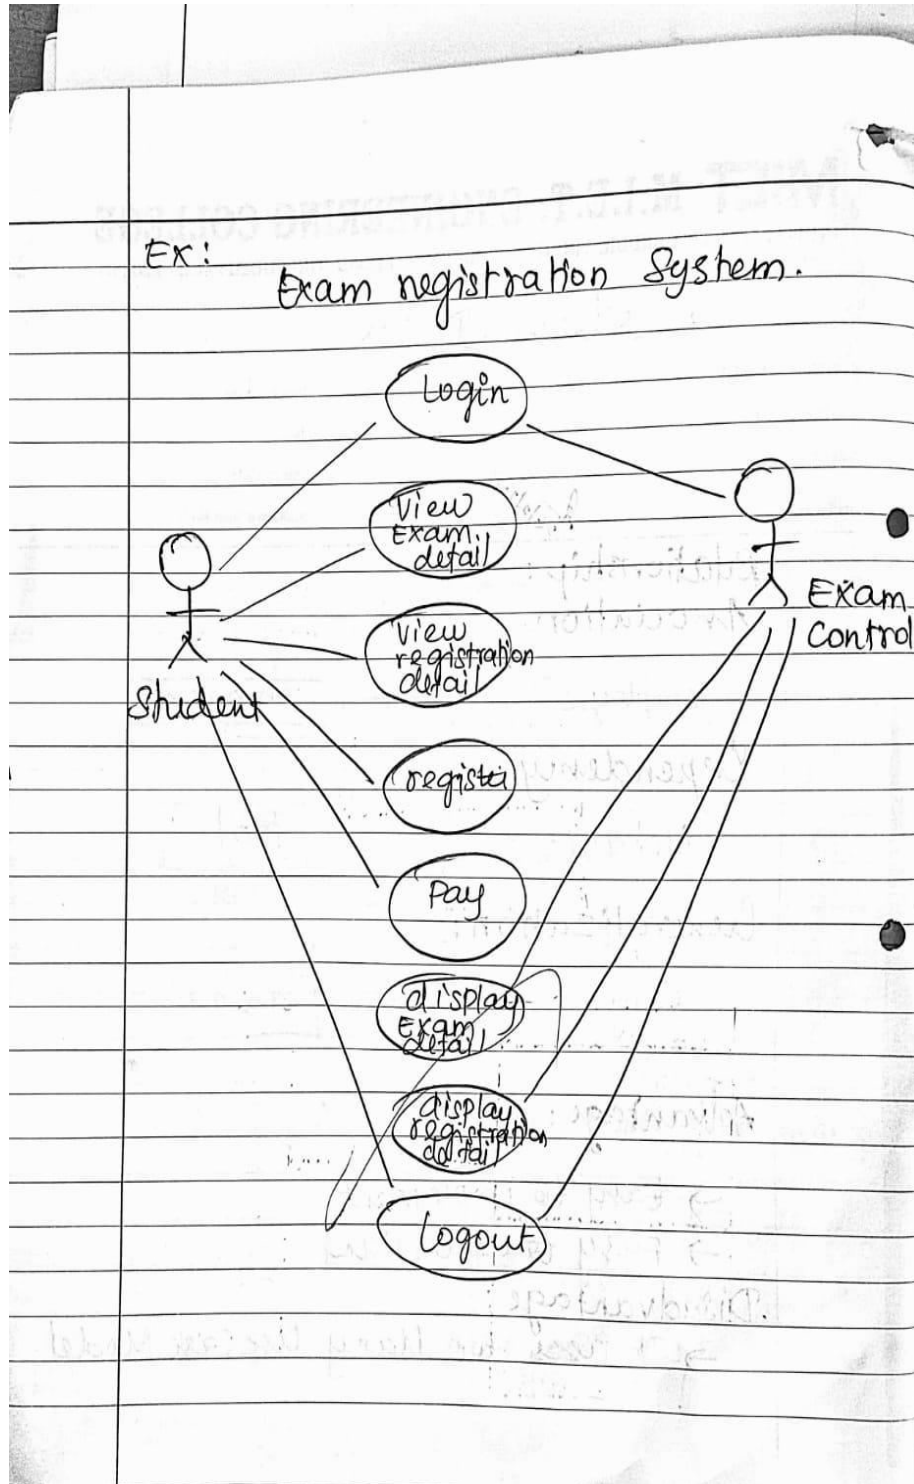 Ex:
Exam registration System.
Login
View
Exam
detail
View
registration
detail
Student
Exam
Control
register
Pay
display
Exam
detail
display
registration
detail
Logout